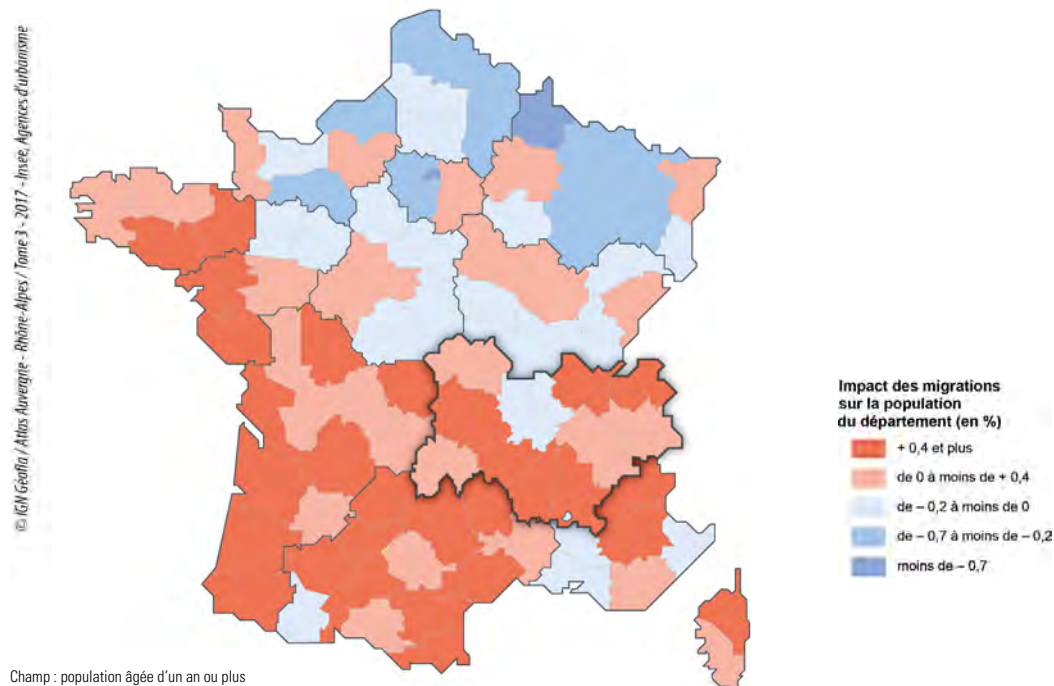 © IGN Géofla / Atlas Auvergne - Rhône-Alpes / Tome 3 - 2017 - Insee, Agences d'urbanisme
Impact des migrations
sur la population
du département (en %)
+ 0,4 et plus
de 0 à moins de + 0,4
de – 0,2 à moins de 0
de – 0,7 à moins de – 0,2
moins de – 0,7
Champ : population âgée d'un an ou plus